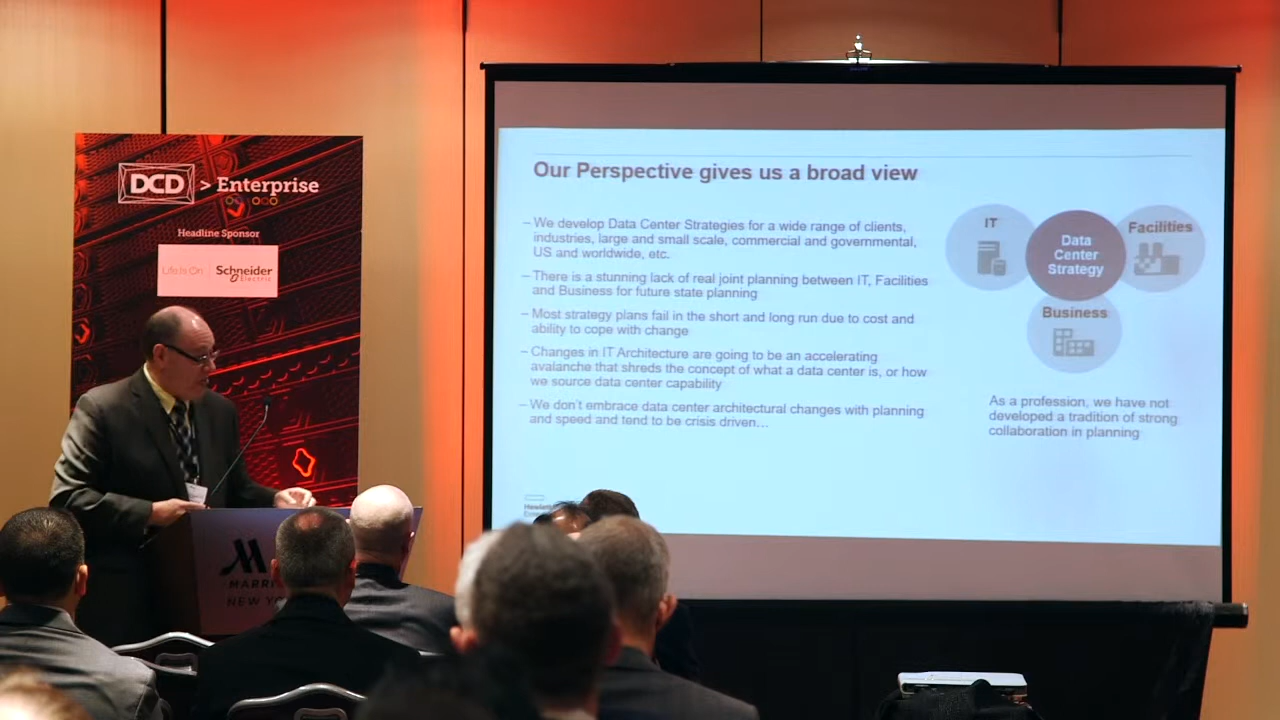 DCD > Enterprise
Headline Sponsor
Life Is On | Schneider
Electric
Our Perspective gives us a broad view
– We develop Data Center Strategies for a wide range of clients,
industries, large and small scale, commercial and governmental,
US and worldwide, etc.
– There is a stunning lack of real joint planning between IT, Facilities
and Business for future state planning
– Most strategy plans fail in the short and long run due to cost and
ability to cope with change
– Changes in IT Architecture are going to be an accelerating
avalanche that shreds the concept of what a data center is, or how
we source data center capability
– We don't embrace data center architectural changes with planning
and speed and tend to be crisis driven…
IT
Data
Center
Strategy
Facilities
Business
As a profession, we have not
developed a tradition of strong
collaboration in planning
MARRI
NEW YO